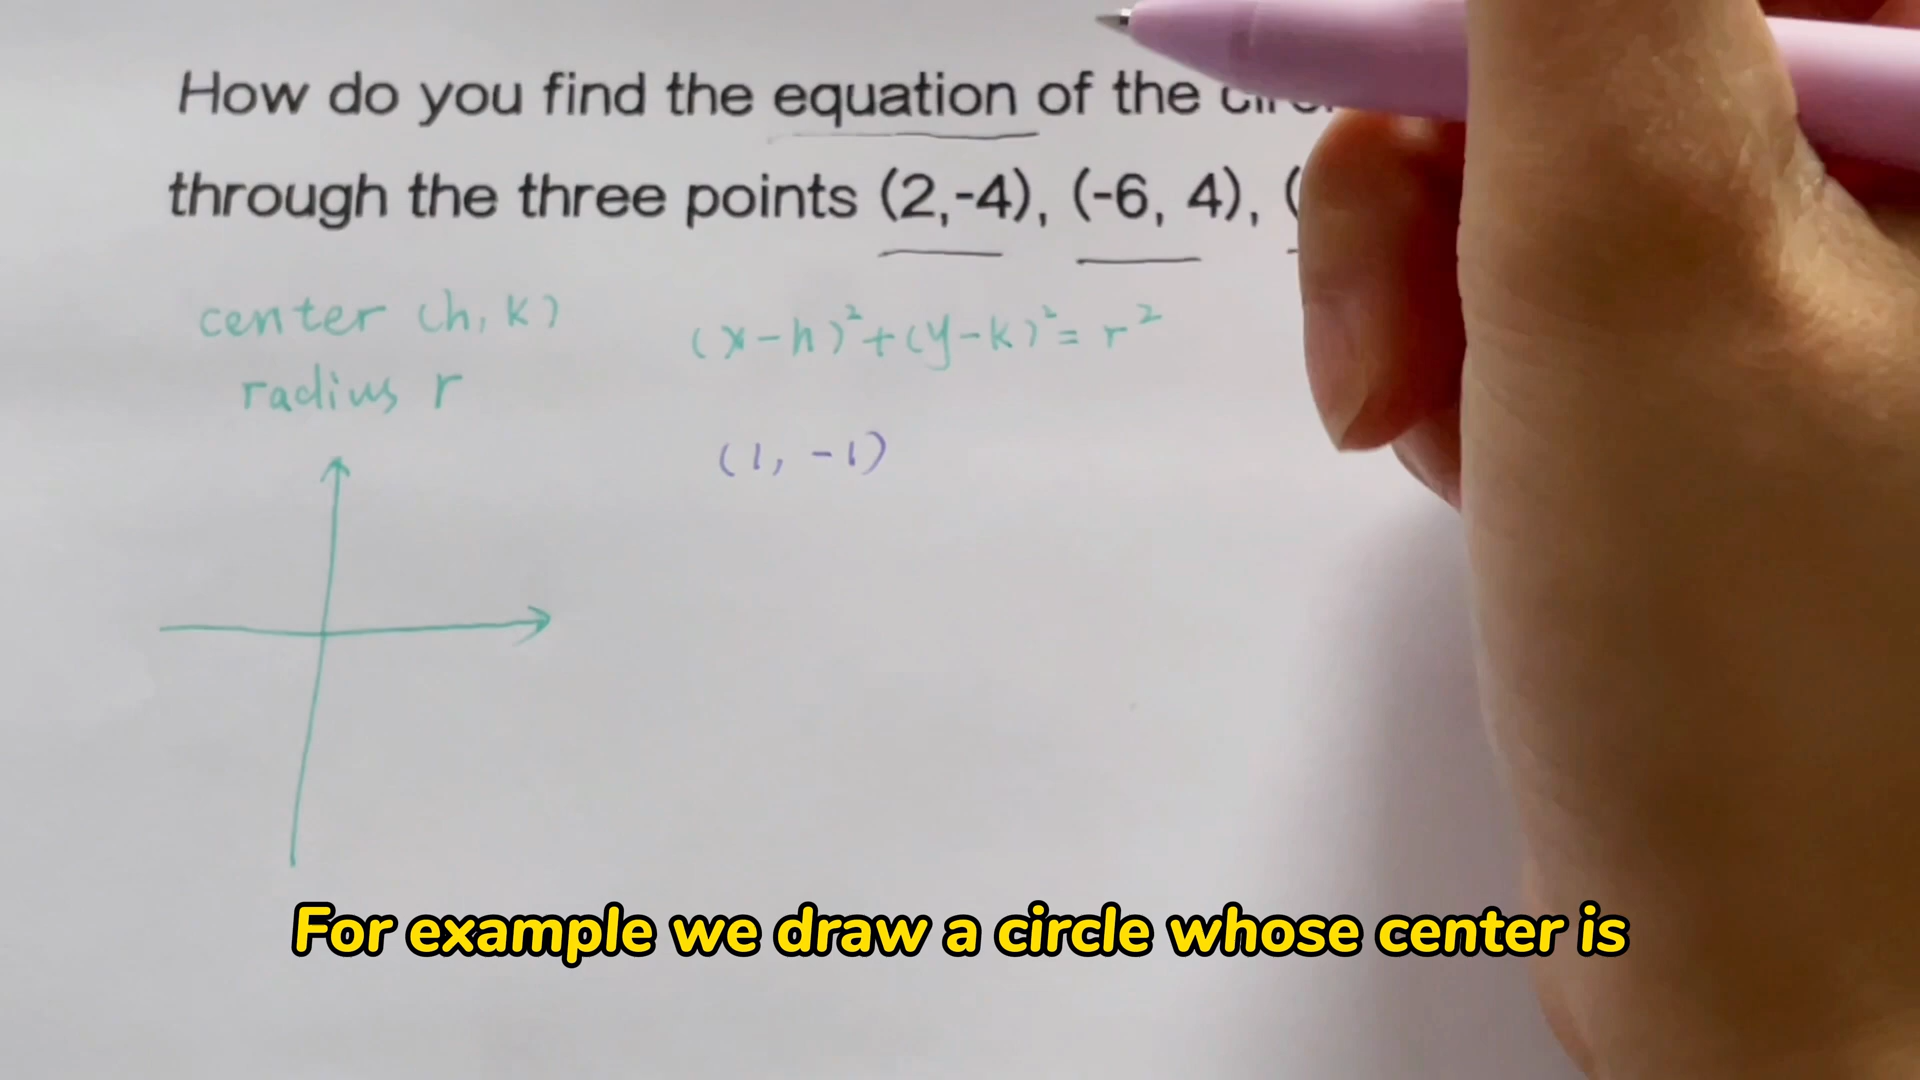 How do you find the equation of the
through the three points (2,-4), (-6, 4), (
center (h, k)
(x-h)²+(y-k)²= r²
radius r
(1, -1)
For example we draw a circle whose center is